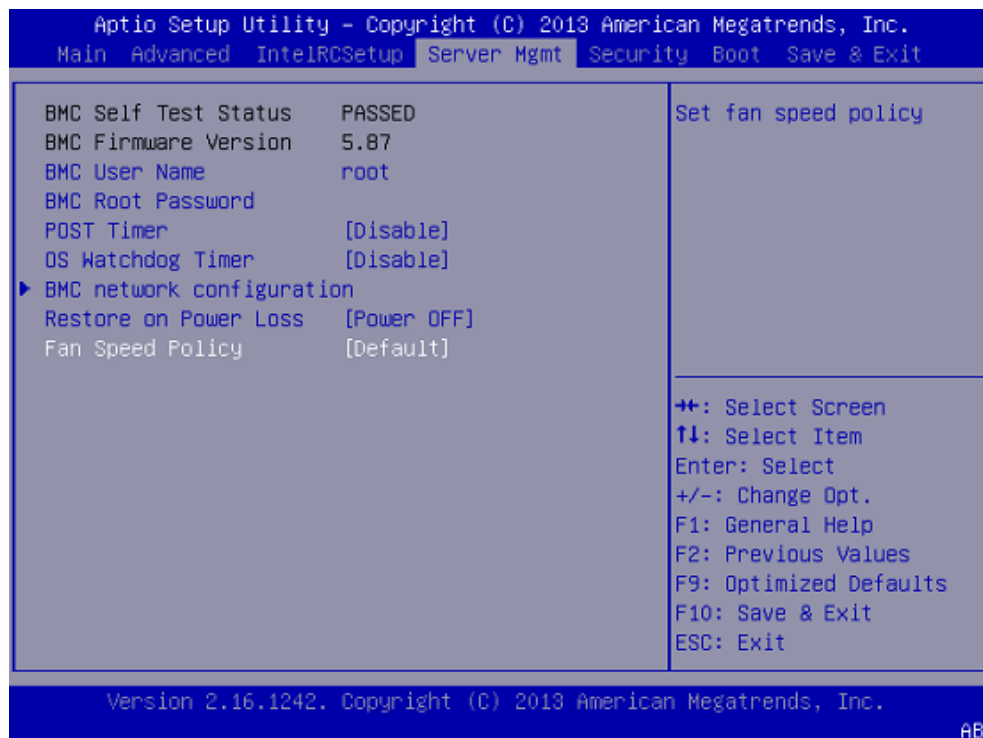 Aptio Setup Utility – Copyright (C) 2013 American Megatrends, Inc.
Main Advanced IntelRCSetup Server Mgmt Security Boot Save & Exit
BMC Self Test Status PASSED
BMC Firmware Version 5.87
BMC User Name root
BMC Root Password
POST Timer [Disable]
OS Watchdog Timer [Disable]
BMC network configuration
Restore on Power Loss [Power OFF]
Fan Speed Policy [Default]
Set fan speed policy
→←: Select Screen
↑↓: Select Item
Enter: Select
+/-: Change Opt.
F1: General Help
F2: Previous Values
F9: Optimized Defaults
F10: Save & Exit
ESC: Exit
Version 2.16.1242. Copyright (C) 2013 American Megatrends, Inc.
AB